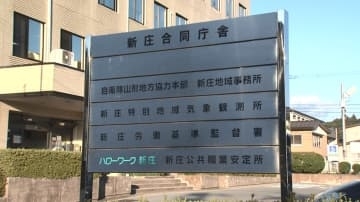 新庄合同庁舎
自衛隊山形地方協力本部 新庄地域事務所
新庄特別地域気象観測所
新庄労働基準監督署
ハローワーク新庄 新庄公共職業安定所